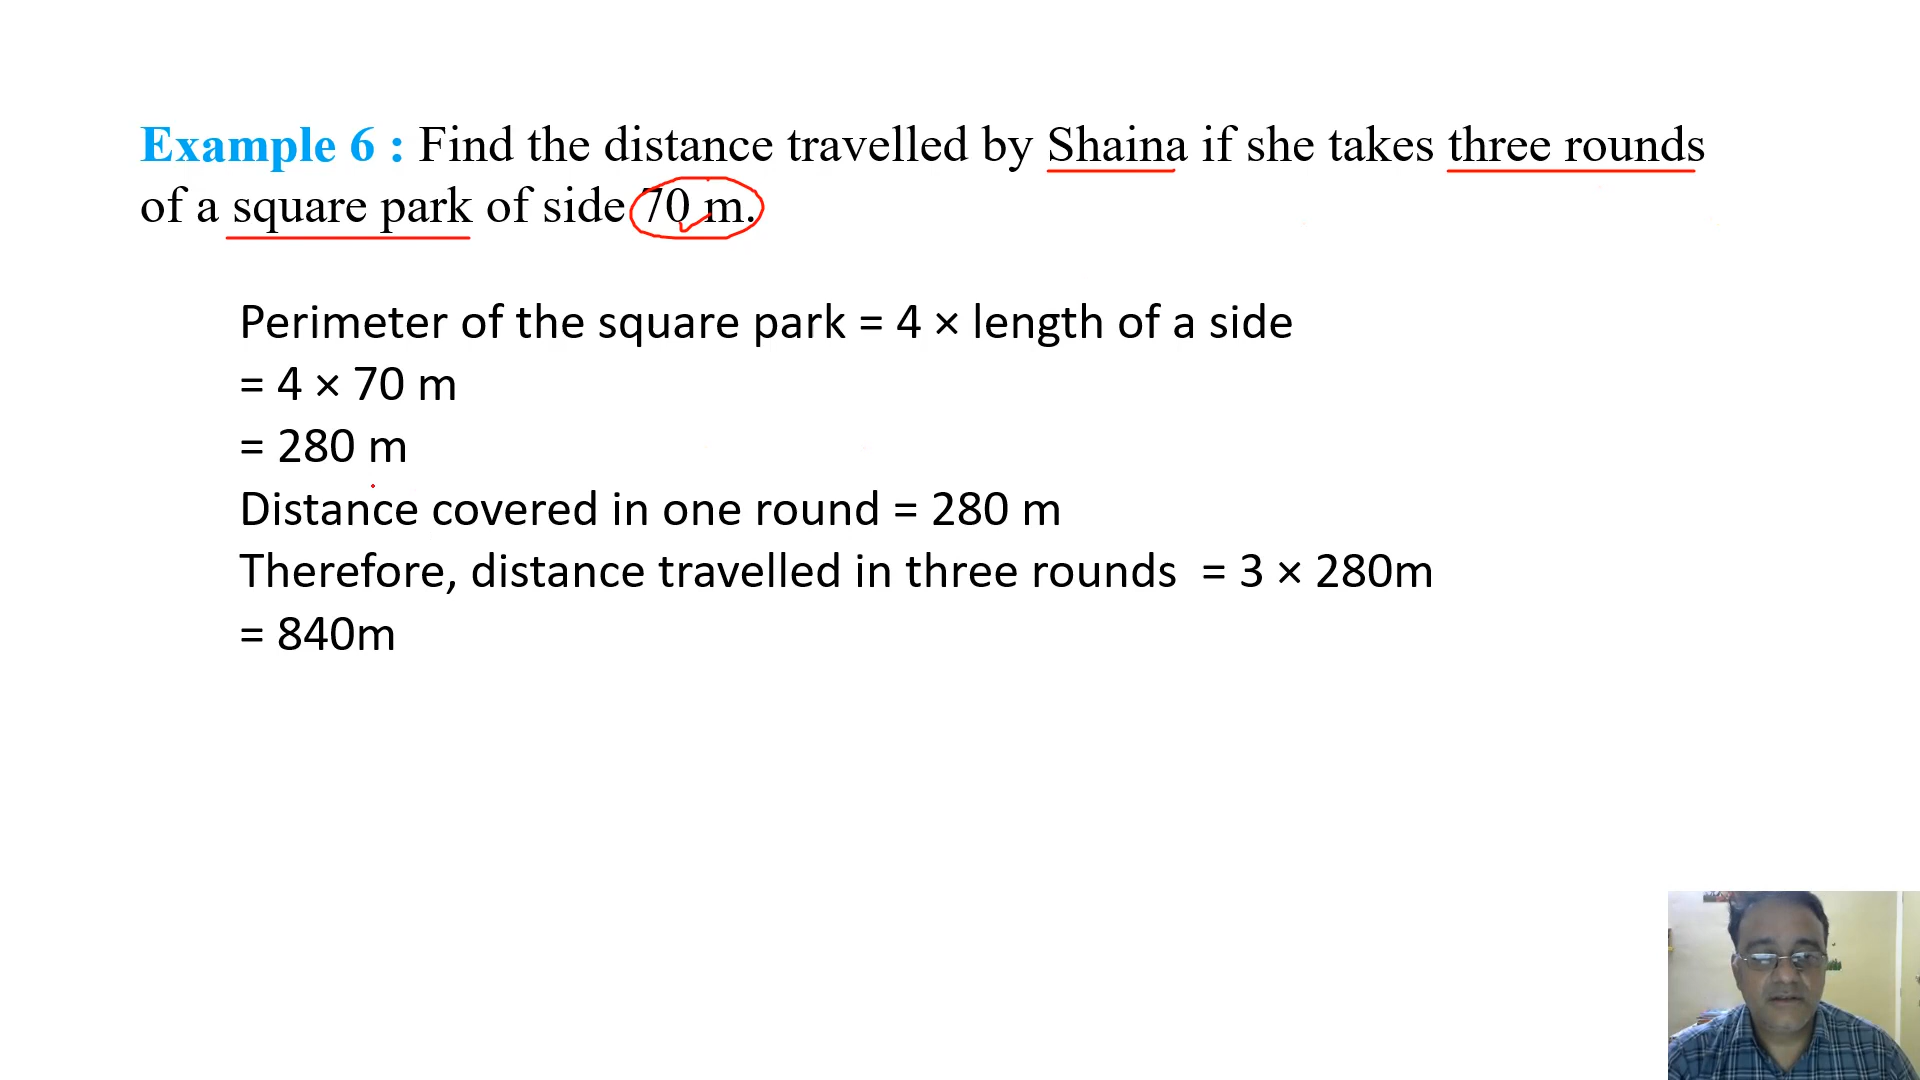 Example 6 : Find the distance travelled by Shaina if she takes three rounds
of a square park of side 70 m.
Perimeter of the square park = 4 × length of a side
= 4 × 70 m
= 280 m
Distance covered in one round = 280 m
Therefore, distance travelled in three rounds  = 3 × 280m
= 840m